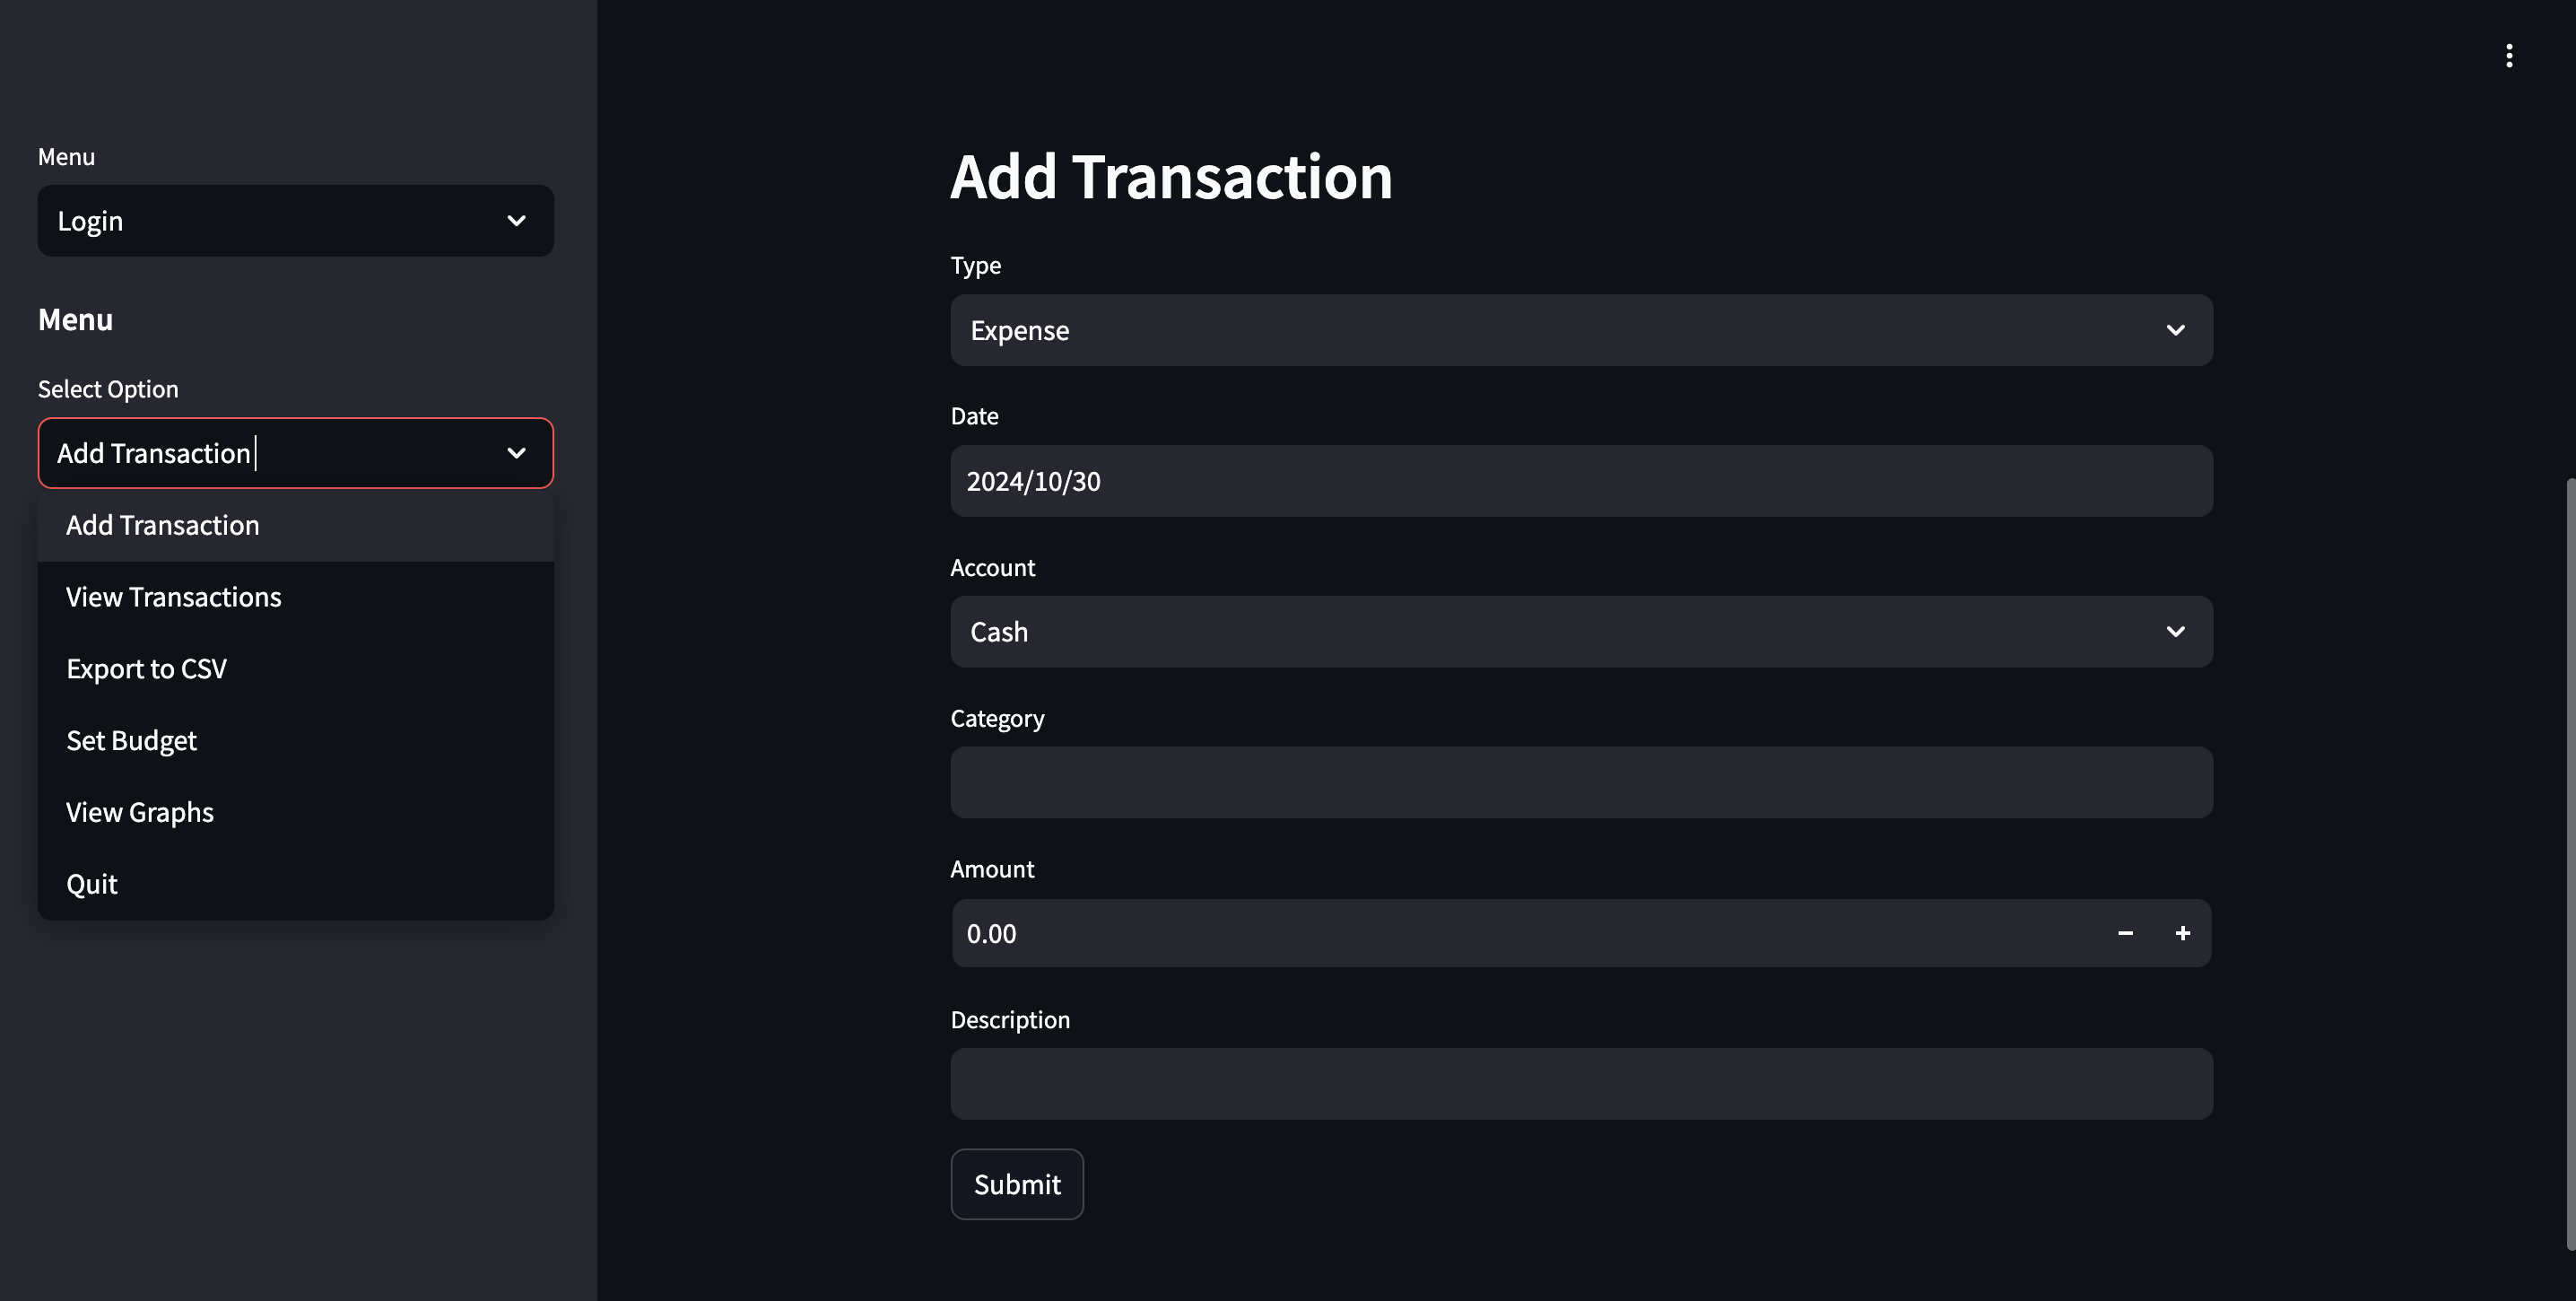 Menu
Login
Menu
Select Option
Add Transaction
Add Transaction
View Transactions
Export to CSV
Set Budget
View Graphs
Quit
Add Transaction
Type
Expense
Date
2024/10/30
Account
Cash
Category
Amount
0.00
Description
Submit